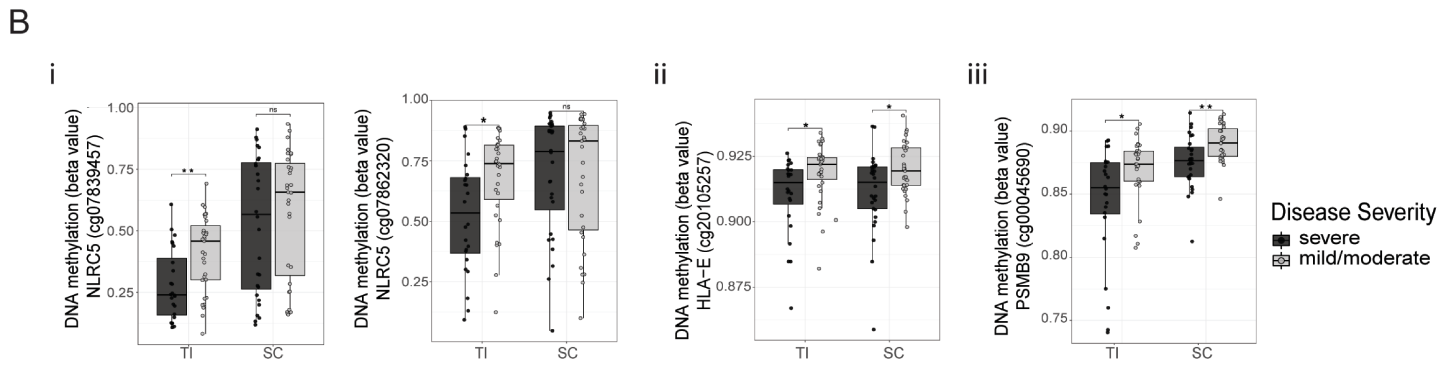 B
i
ii
iii
DNA methylation (beta value)
NLRC5 (cg07839457)
1.00
0.75
0.50
0.25
**
ns
TI
SC
DNA methylation (beta value)
NLRC5 (cg07862320)
1.00
0.75
0.50
0.25
*
ns
TI
SC
DNA methylation (beta value)
HLA−E (cg20105257)
0.925
0.900
0.875
*
*
TI
SC
DNA methylation (beta value)
PSMB9 (cg00045690)
0.90
0.85
0.80
0.75
*
**
TI
SC
Disease Severity
severe
mild/moderate